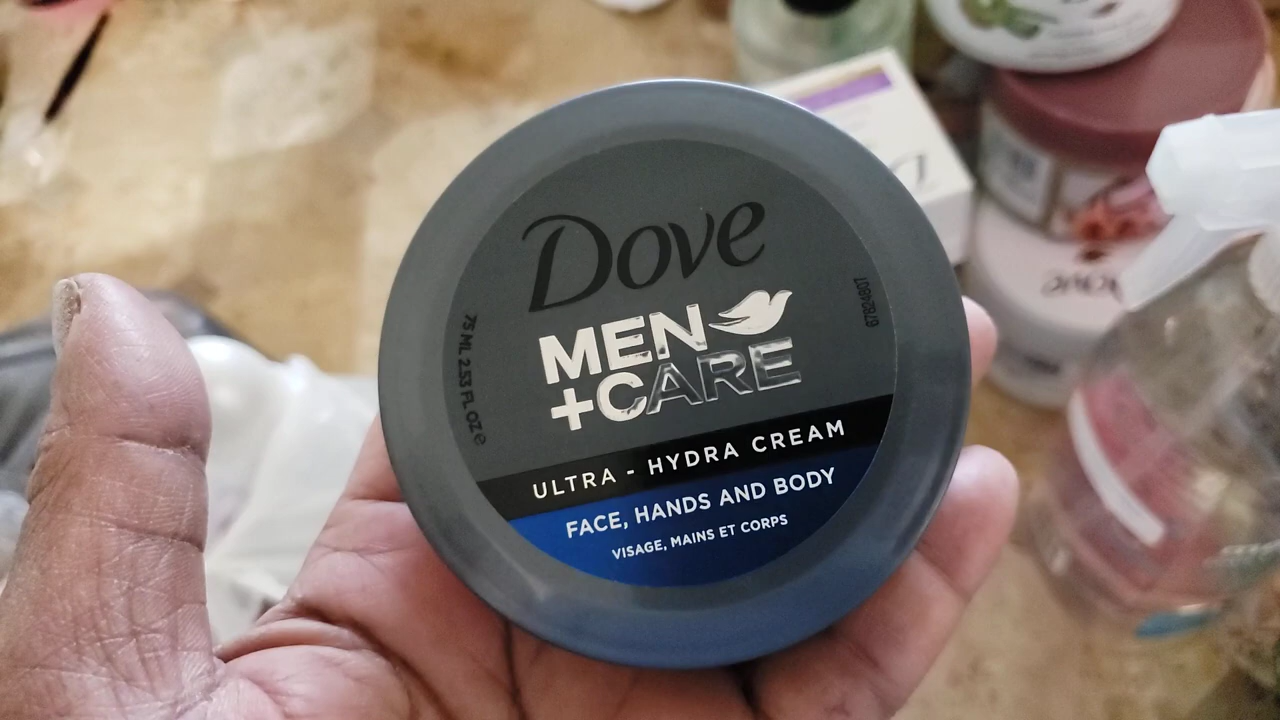 Dove
MEN
+CARE
ULTRA - HYDRA CREAM
FACE, HANDS AND BODY
VISAGE, MAINS ET CORPS
75 ML 2.53 FL.OZ e
67824807